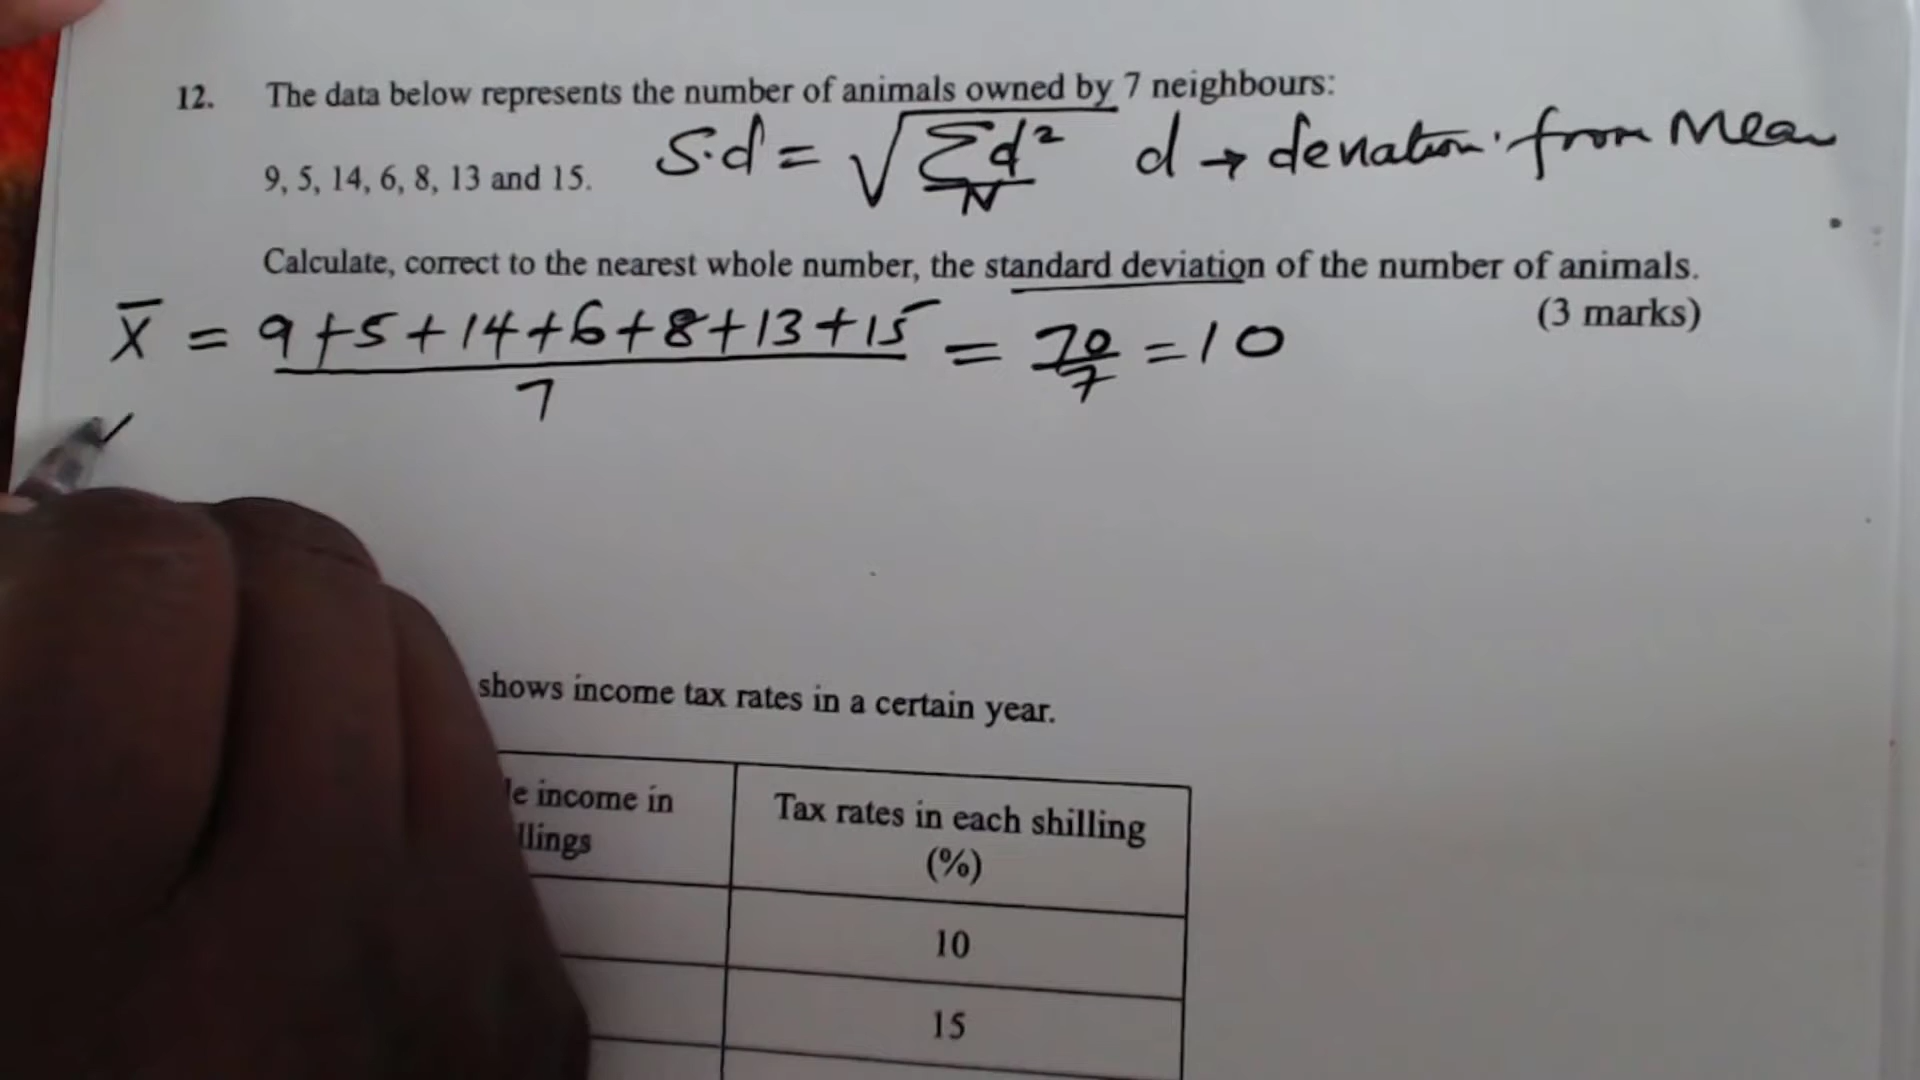 12. The data below represents the number of animals owned by 7 neighbours:
S.d = √Σd²/N d → deviation from Mean
9, 5, 14, 6, 8, 13 and 15.
Calculate, correct to the nearest whole number, the standard deviation of the number of animals.
(3 marks)
x̄ = 9+5+14+6+8+13+15/7 = 70/7 = 10
shows income tax rates in a certain year.
income in
Tax rates in each shilling
(%)
10
15